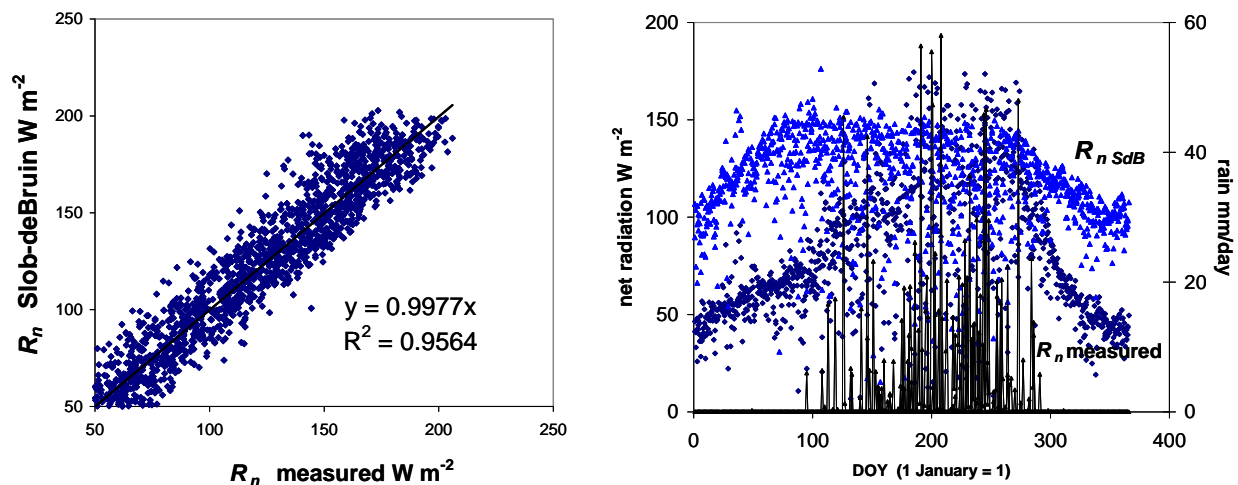 250
200
150
100
50
50
100
150
200
250
R n Slob-deBruin W m-2
y = 0.9977x
R2 = 0.9564
R n measured W m-2
200
150
100
50
0
60
40
20
0
0
100
200
300
400
net radiation W m-2
rain mm/day
R n SdB
R n measured
DOY (1 January = 1)